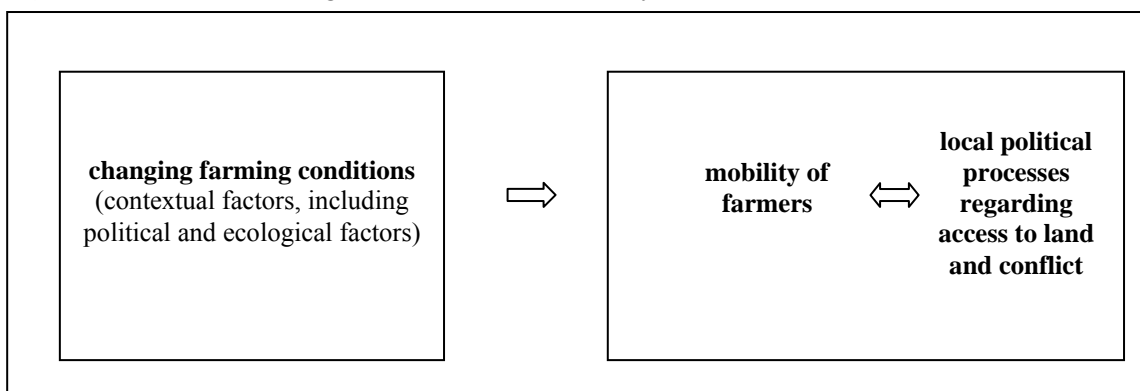 changing farming conditions
(contextual factors, including
political and ecological factors)
mobility of
farmers
local political
processes
regarding
access to land
and conflict